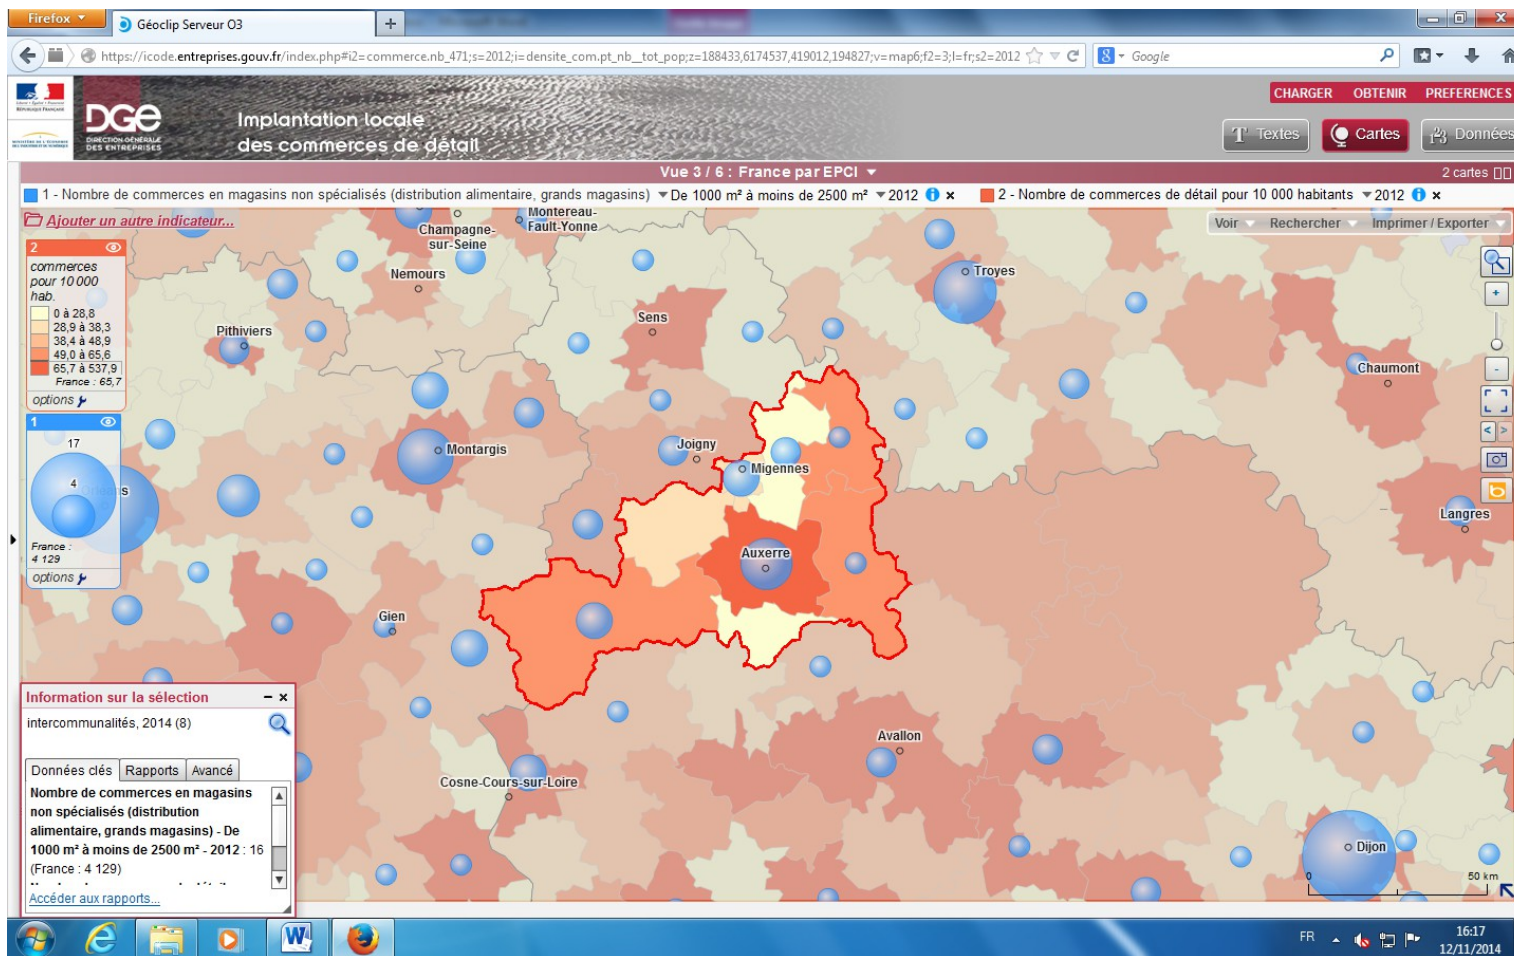 Firefox
Géoclip Serveur O3
+
https://icode.entreprises.gouv.fr/index.php#i2=commerce.nb_471;s=2012;i=densite_com.pt_nb__tot_pop;z=188433,6174537,419012,194827;v=map6;f2=3;l=fr;s2=2012
Google
DGE
DIRECTION GÉNÉRALE
DES ENTREPRISES
Implantation locale
des commerces de détail
CHARGER OBTENIR PREFERENCES
Textes
Cartes
123 Données
Vue 3 / 6 : France par EPCI
2 cartes
1 - Nombre de commerces en magasins non spécialisés (distribution alimentaire, grands magasins) De 1000 m² à moins de 2500 m² 2012
2 - Nombre de commerces de détail pour 10 000 habitants 2012
Ajouter un autre indicateur...
Voir Rechercher Imprimer / Exporter
2
commerces
pour 10 000
hab.
0 à 28,8
28,9 à 38,3
38,4 à 48,9
49,0 à 65,6
65,7 à 537,9
France : 65,7
options
1
17
4
France :
4 129
options
Champagne-
sur-Seine
Montereau-
Fault-Yonne
Nemours
Troyes
Pithiviers
Sens
Chaumont
Montargis
Joigny
Migennes
Langres
Auxerre
Gien
Avallon
Cosne-Cours-sur-Loire
Dijon
0 50 km
+
-
< >
Information sur la sélection
intercommunalités, 2014 (8)
Données clés Rapports Avancé
Nombre de commerces en magasins
non spécialisés (distribution
alimentaire, grands magasins) - De
1000 m² à moins de 2500 m² - 2012 : 16
(France : 4 129)
Accéder aux rapports...
FR
16:17
12/11/2014